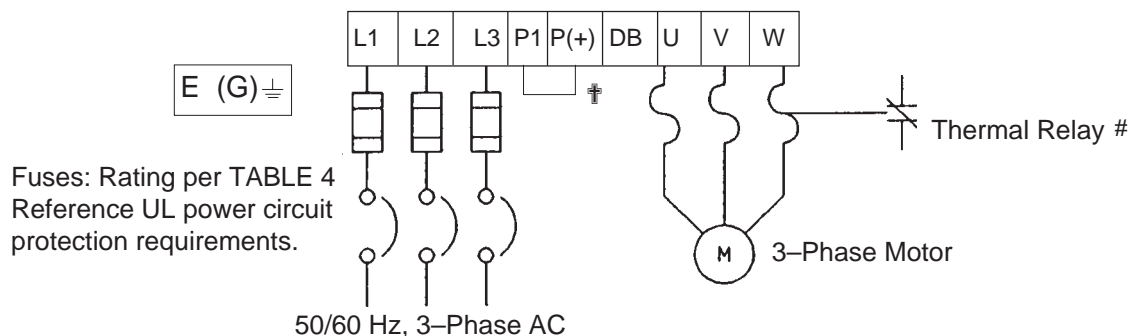 L1 L2 L3 P1 P(+) DB U V W
E (G)
†
Thermal Relay #
Fuses: Rating per TABLE 4
Reference UL power circuit
protection requirements.
M
3–Phase Motor
50/60 Hz, 3–Phase AC